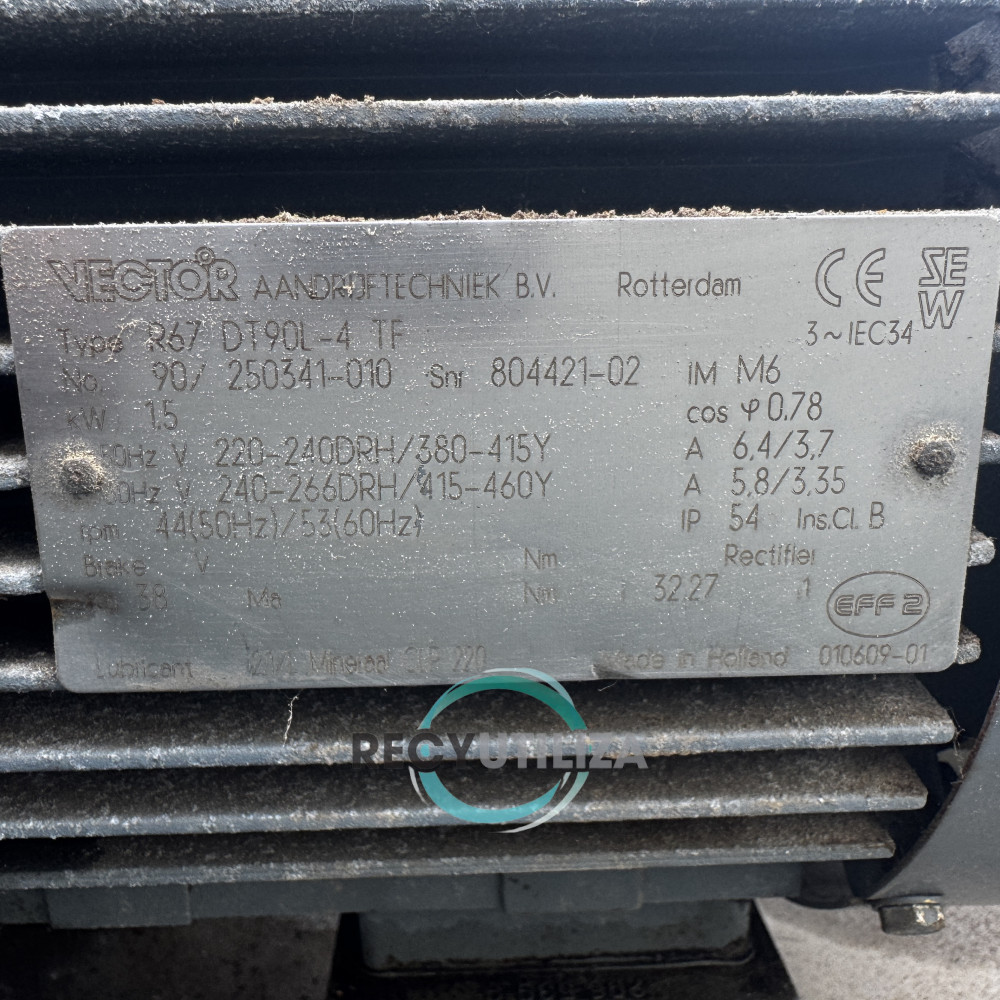 VECTOR AANDRIJFTECHNIEK B.V. Rotterdam CE SEW
Type R67 DT90L-4 TF 3~IEC34
No. 90/ 250341-010 Snr 804421-02 IM M6
kW 1.5 cos φ 0.78
50Hz V 220-240DRH/380-415Y A 6,4/3,7
60Hz V 240-266DRH/415-460Y A 5,8/3,35
rpm 44(50Hz)/53(60Hz) IP 54 Ins.Cl. B
Brake V Nm Rectifier
38 Ma Nm i 32.27 :1 EFF 2
Lubricant Mineraal CLP 220 Made in Holland 010609-01
RECYUTILIZA